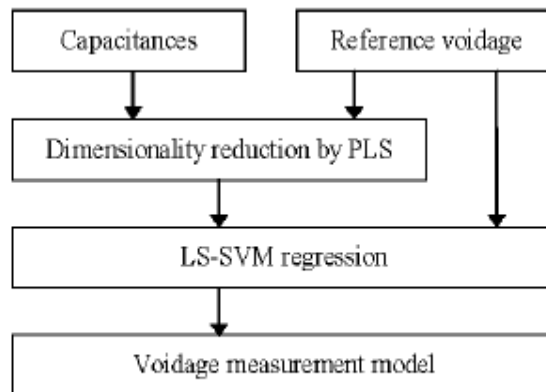 Capacitances
Reference voidage
Dimensionality reduction by PLS
LS-SVM regression
Voidage measurement model